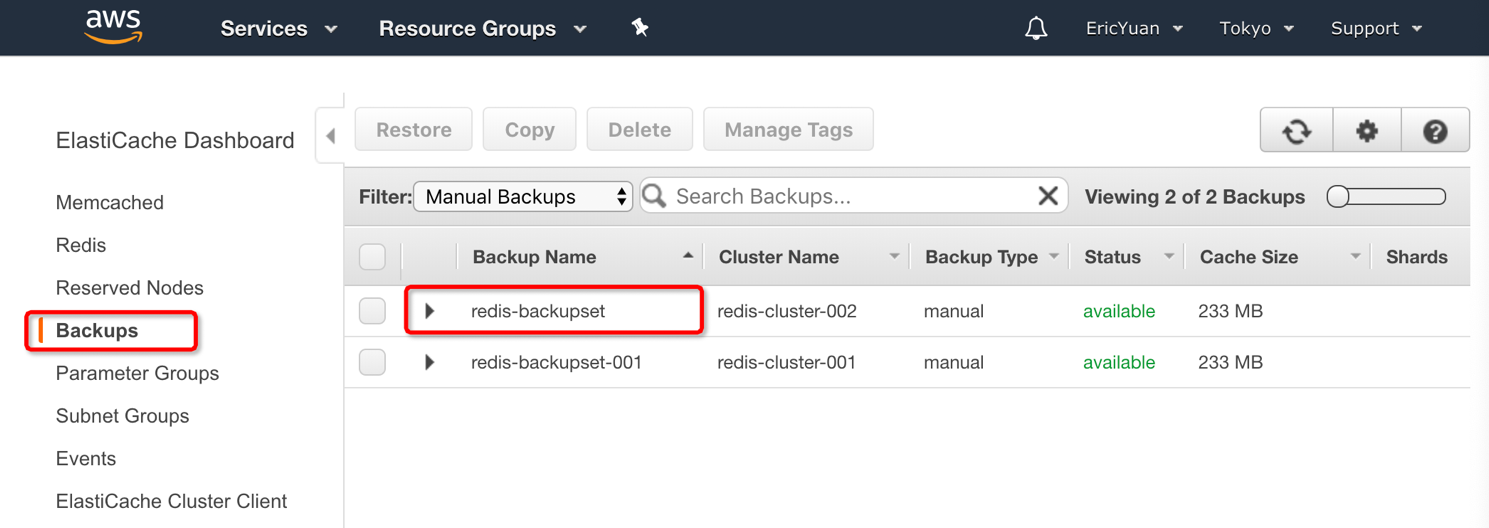 aws Services Resource Groups EricYuan Tokyo Support
ElastiCache Dashboard
Memcached
Redis
Reserved Nodes
Backups
Parameter Groups
Subnet Groups
Events
ElastiCache Cluster Client
Restore Copy Delete Manage Tags
Filter: Manual Backups Search Backups... Viewing 2 of 2 Backups
Backup Name Cluster Name Backup Type Status Cache Size Shards
redis-backupset redis-cluster-002 manual available 233 MB
redis-backupset-001 redis-cluster-001 manual available 233 MB